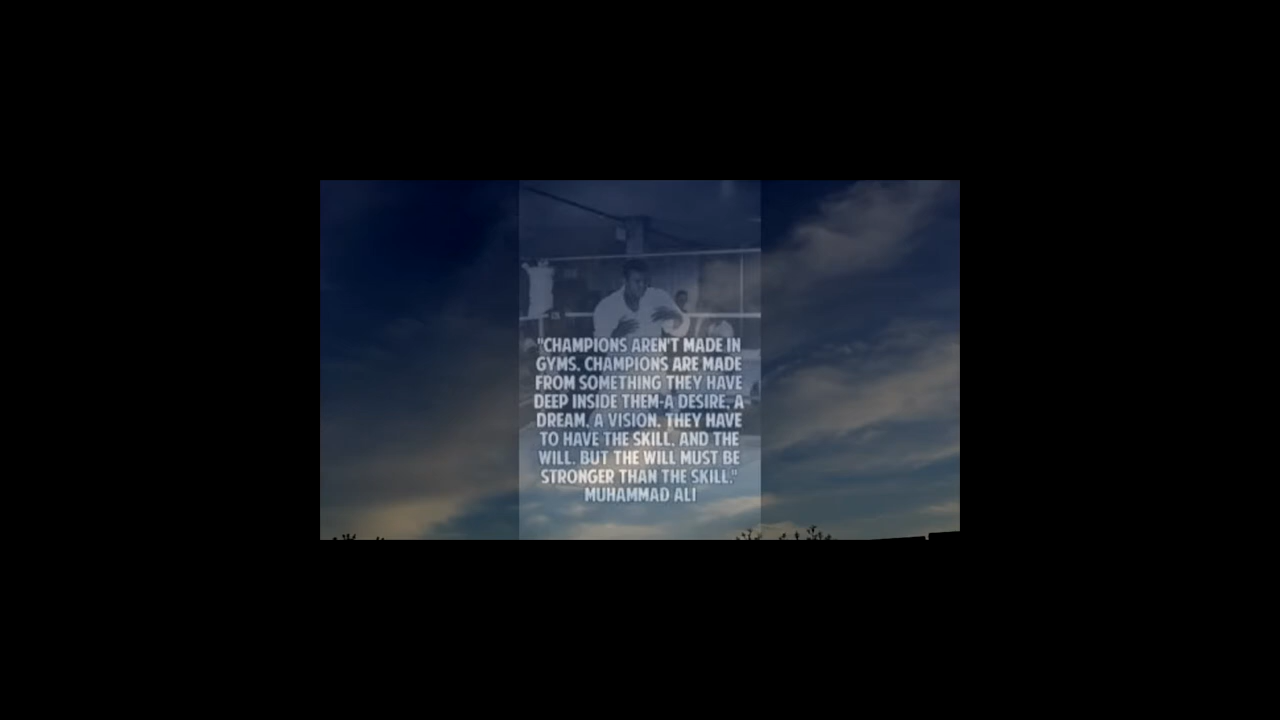 "CHAMPIONS AREN'T MADE IN
GYMS. CHAMPIONS ARE MADE
FROM SOMETHING THEY HAVE
DEEP INSIDE THEM-A DESIRE, A
DREAM, A VISION. THEY HAVE
TO HAVE THE SKILL, AND THE
WILL. BUT THE WILL MUST BE
STRONGER THAN THE SKILL."
MUHAMMAD ALI